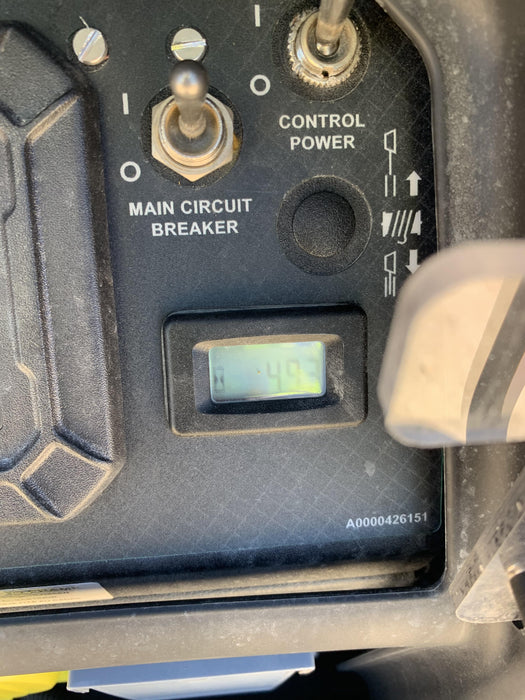 I
I
O
O
CONTROL
POWER
MAIN CIRCUIT
BREAKER
A0000426151